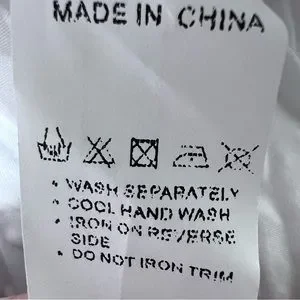 MADE IN CHINA
• WASH SEPARATELY
• COOL HAND WASH
• IRON ON REVERSE
SIDE
• DO NOT IRON TRIM